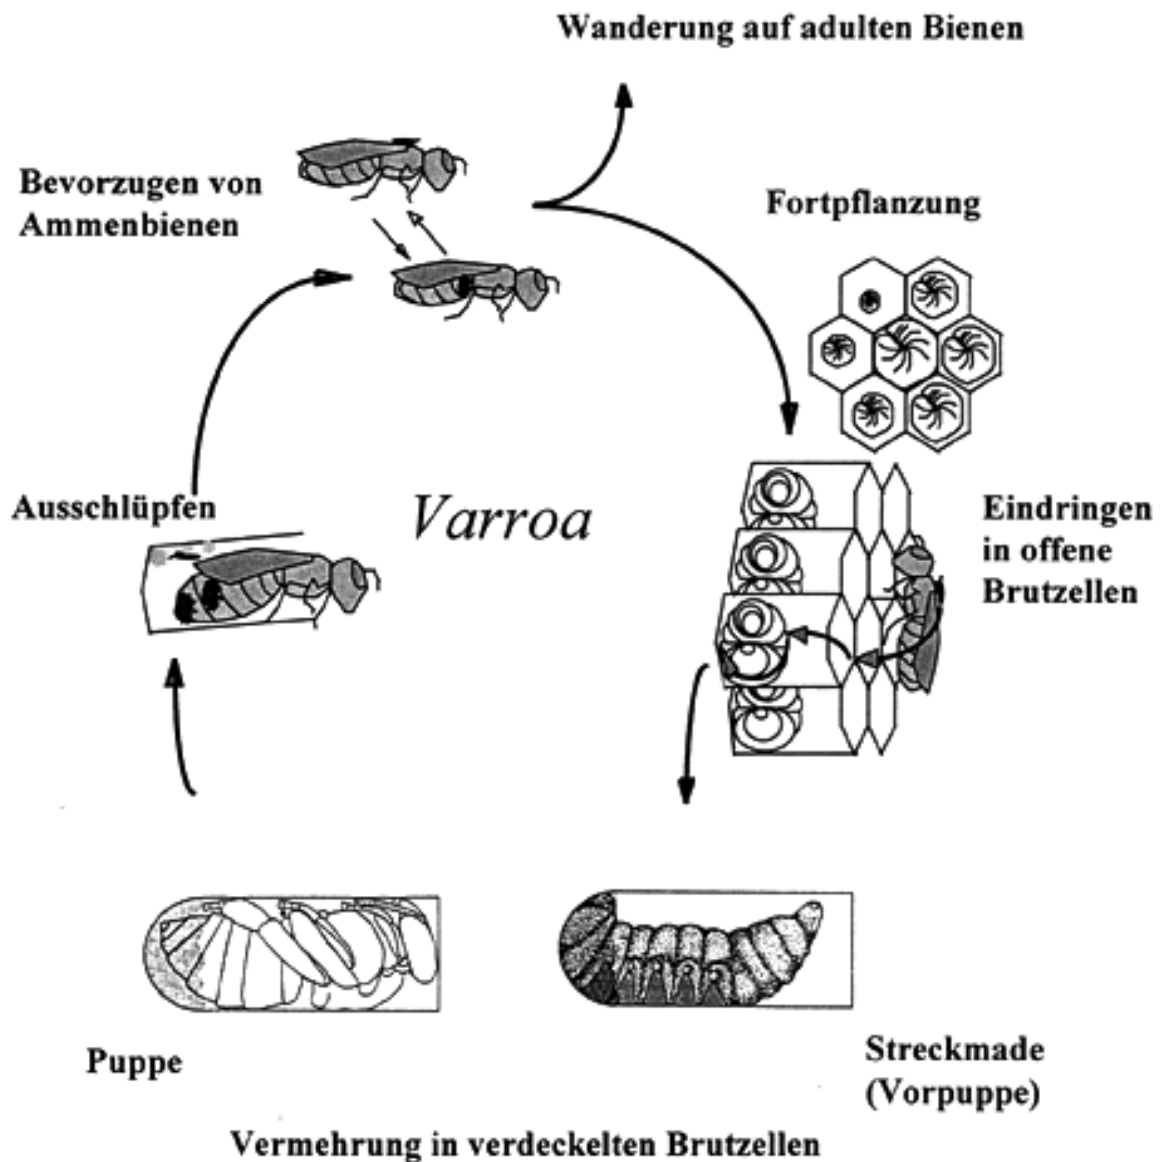 Wanderung auf adulten Bienen
Bevorzugen von
Ammenbienen
Fortpflanzung
Ausschlüpfen
Varroa
Eindringen
in offene
Brutzellen
Puppe
Streckmade
(Vorpuppe)
Vermehrung in verdeckelten Brutzellen